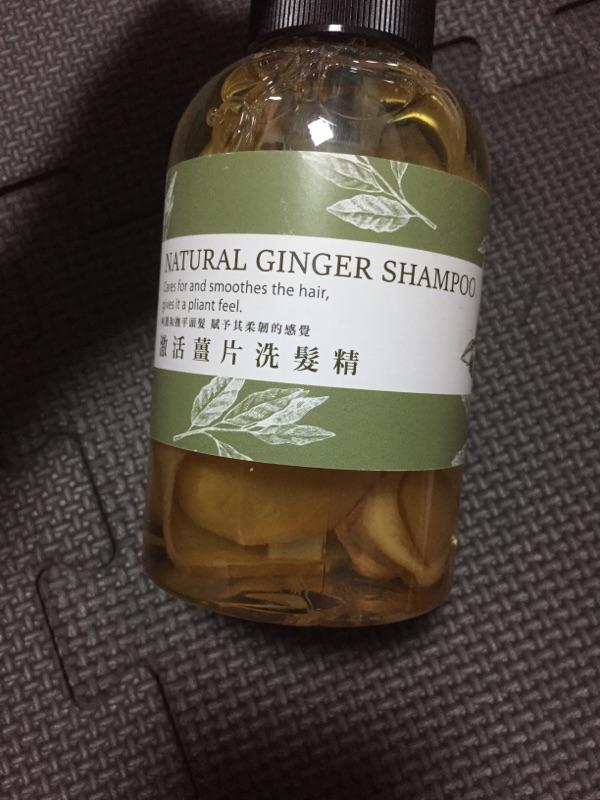 NATURAL GINGER SHAMPOO
Cares for and smoothes the hair,
gives it a pliant feel.
護和撫平頭髮 賦予其柔韌的感覺
激活薑片洗髮精